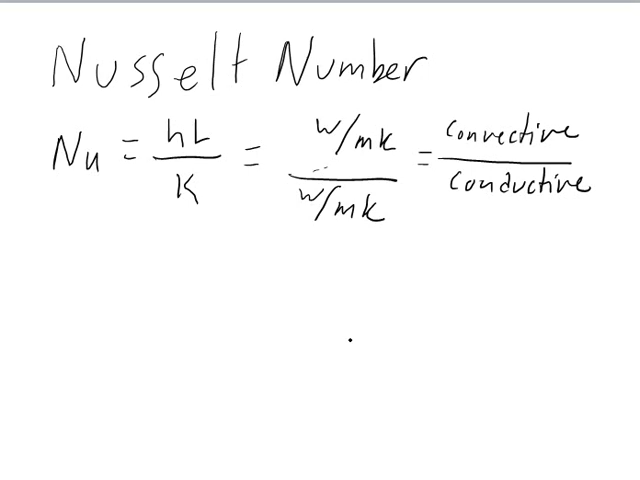 Nusselt Number
Nu = hL/K = W/mk / W/mk = Convective/Conductive